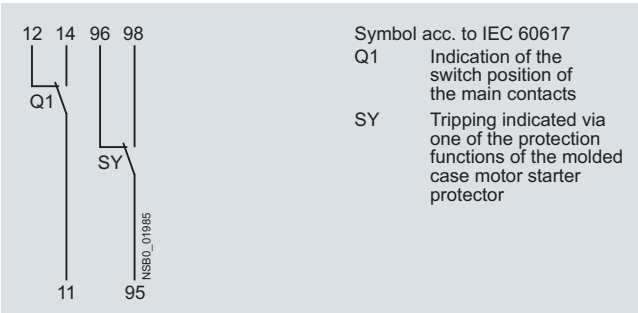 12 14 96 98
Q1
SY
NSB0_01985
11 95
Symbol acc. to IEC 60617
Q1 Indication of the
switch position of
the main contacts
SY Tripping indicated via
one of the protection
functions of the molded
case motor starter
protector